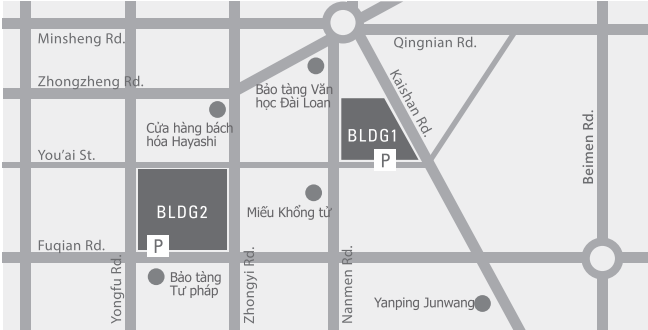 Minsheng Rd.
Qingnian Rd.
Zhongzheng Rd.
Bảo tàng Văn
học Đài Loan
Kaishan Rd.
Cửa hàng bách
hóa Hayashi
BLDG1
P
Beimen Rd.
You'ai St.
BLDG2
Miếu Khổng tử
P
Fuqian Rd.
Yongfu Rd.
Bảo tàng
Tư pháp
Zhongyi Rd.
Nanmen Rd.
Yanping Junwang